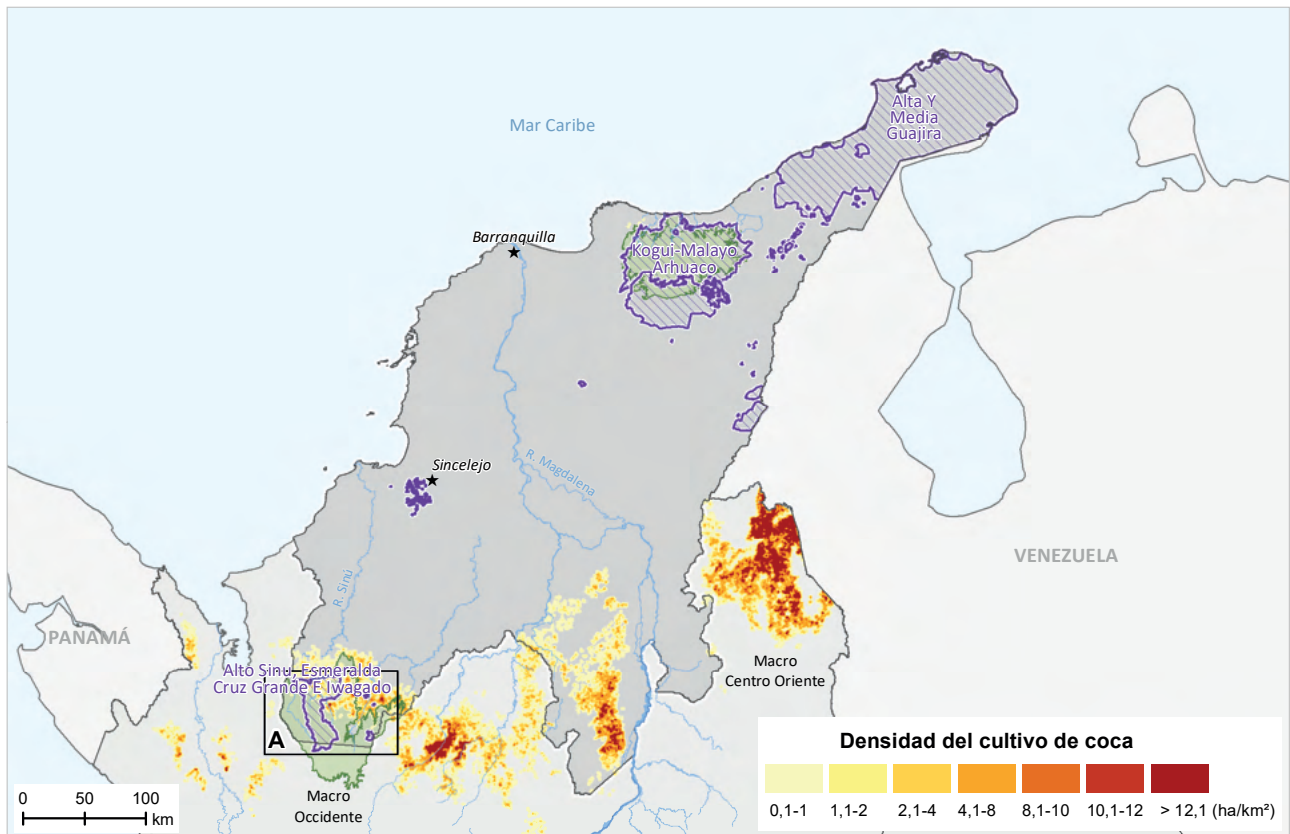 Alta Y
Media
Guajira
Mar Caribe
Barranquilla
Kogui-Malayo
Arhuaco
Sincelejo
R. Magdalena
VENEZUELA
R. Sinú
PANAMÁ
Alto Sinu, Esmeralda
Cruz Grande E Iwagado
Macro
Centro Oriente
A
Macro
Occidente
0 50 100
km
Densidad del cultivo de coca
0,1-1 1,1-2 2,1-4 4,1-8 8,1-10 10,1-12 > 12,1 (ha/km²)